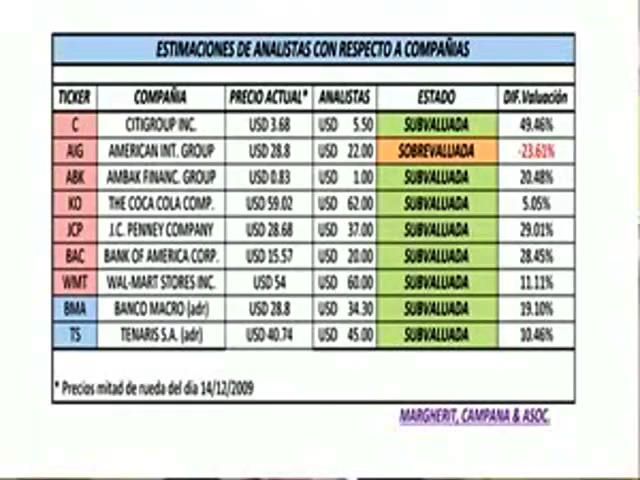 ESTIMACIONES DE ANALISTAS CON RESPECTO A COMPAÑIAS
TICKER COMPAÑIA PRECIO ACTUAL* ANALISTAS ESTADO DIF.Valuación
C CITIGROUP INC. USD 3.68 USD 5.50 SUBVALUADA 49.46%
AIG AMERICAN INT. GROUP USD 28.8 USD 22.00 SOBREVALUADA -23.61%
ABK AMBAK FINANC. GROUP USD 0.83 USD 1.00 SUBVALUADA 20.48%
KO THE COCA COLA COMP. USD 59.02 USD 62.00 SUBVALUADA 5.05%
JCP J.C. PENNEY COMPANY USD 28.68 USD 37.00 SUBVALUADA 29.01%
BAC BANK OF AMERICA CORP. USD 15.57 USD 20.00 SUBVALUADA 28.45%
WMT WAL-MART STORES INC. USD 54 USD 60.00 SUBVALUADA 11.11%
BMA BANCO MACRO (adr) USD 28.8 USD 34.30 SUBVALUADA 19.10%
TS TENARIS S.A. (adr) USD 40.74 USD 45.00 SUBVALUADA 10.46%
* Precios mitad de rueda del dia 14/12/2009
MARGHERIT, CAMPANA & ASOC.